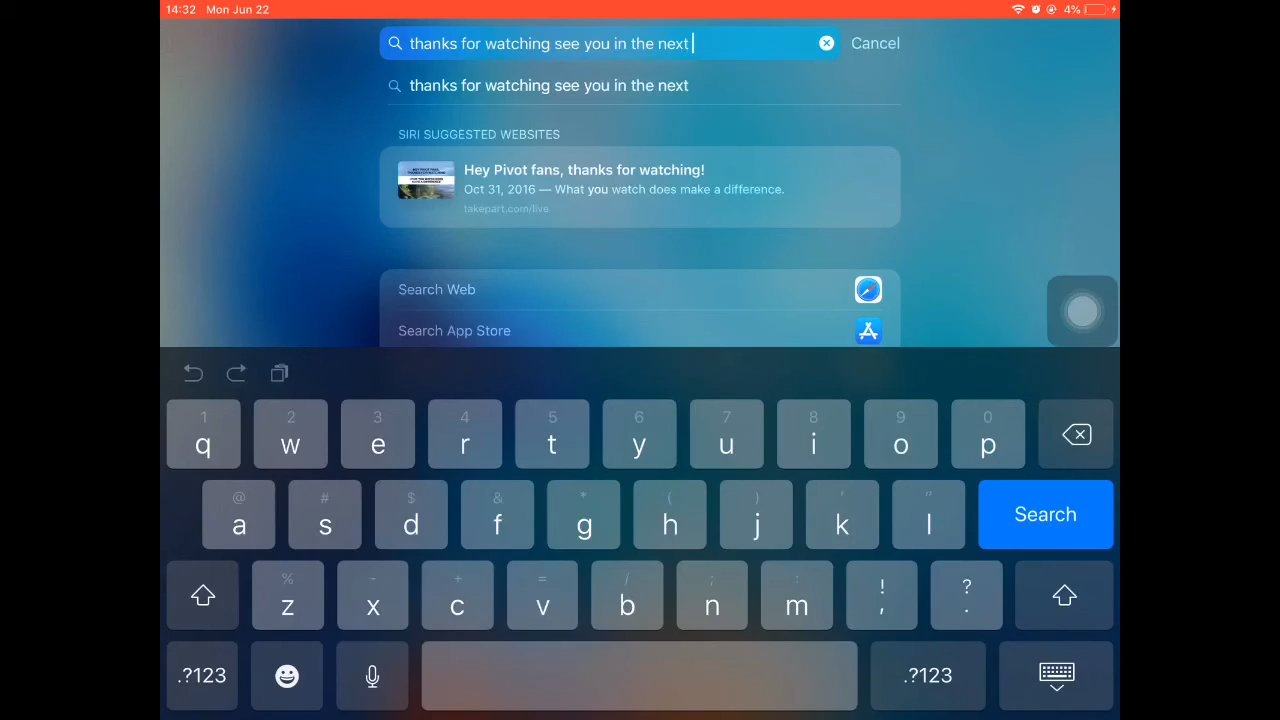 14:32 Mon Jun 22 4%
thanks for watching see you in the next
Cancel
thanks for watching see you in the next
SIRI SUGGESTED WEBSITES
Hey Pivot fans, thanks for watching!
Oct 31, 2016 — What you watch does make a difference.
takepart.com/live
Search Web
Search App Store
1 2 3 4 5 6 7 8 9 0
q w e r t y u i o p
@ # $ & * ( ) ' "
a s d f g h j k l Search
% - + = / ; : ! ?
z x c v b n m , .
.?123 .?123